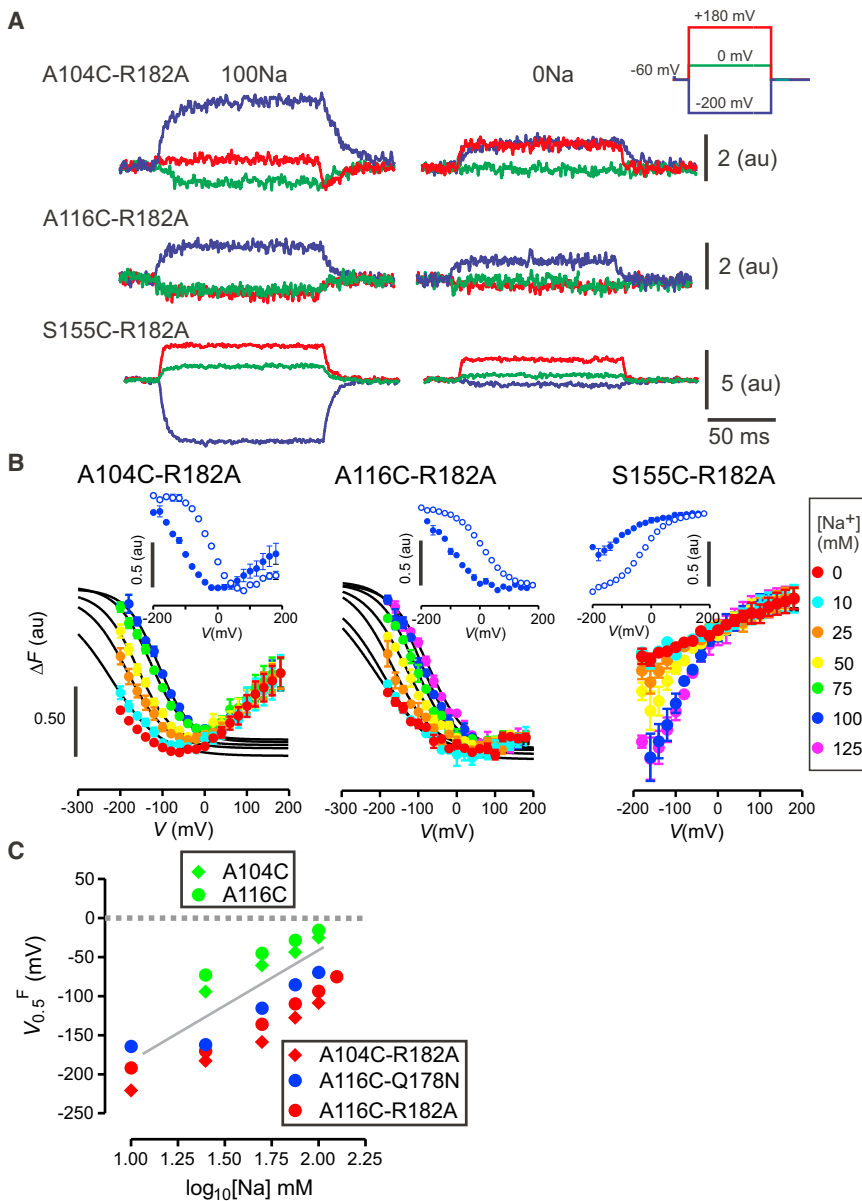 A
A104C-R182A 100Na 0Na
+180 mV
0 mV
-60 mV
-200 mV
2 (au)
A116C-R182A
2 (au)
S155C-R182A
5 (au)
50 ms
B
A104C-R182A A116C-R182A S155C-R182A
0.5 (au)
-200 0 200
V(mV)
0.5 (au)
-200 0 200
V(mV)
0.5 (au)
-200 0 200
V(mV)
[Na+]
(mM)
0
10
25
50
75
100
125
ΔF (au)
0.50
-300 -200 -100 0 100 200
V (mV)
-300 -200 -100 0 100 200
V(mV)
-200 -100 0 100 200
V(mV)
C
A104C
A116C
50
0
-50
-100
-150
-200
-250
V0.5F (mV)
A104C-R182A
A116C-Q178N
A116C-R182A
1.00 1.25 1.50 1.75 2.00 2.25
log10[Na] mM